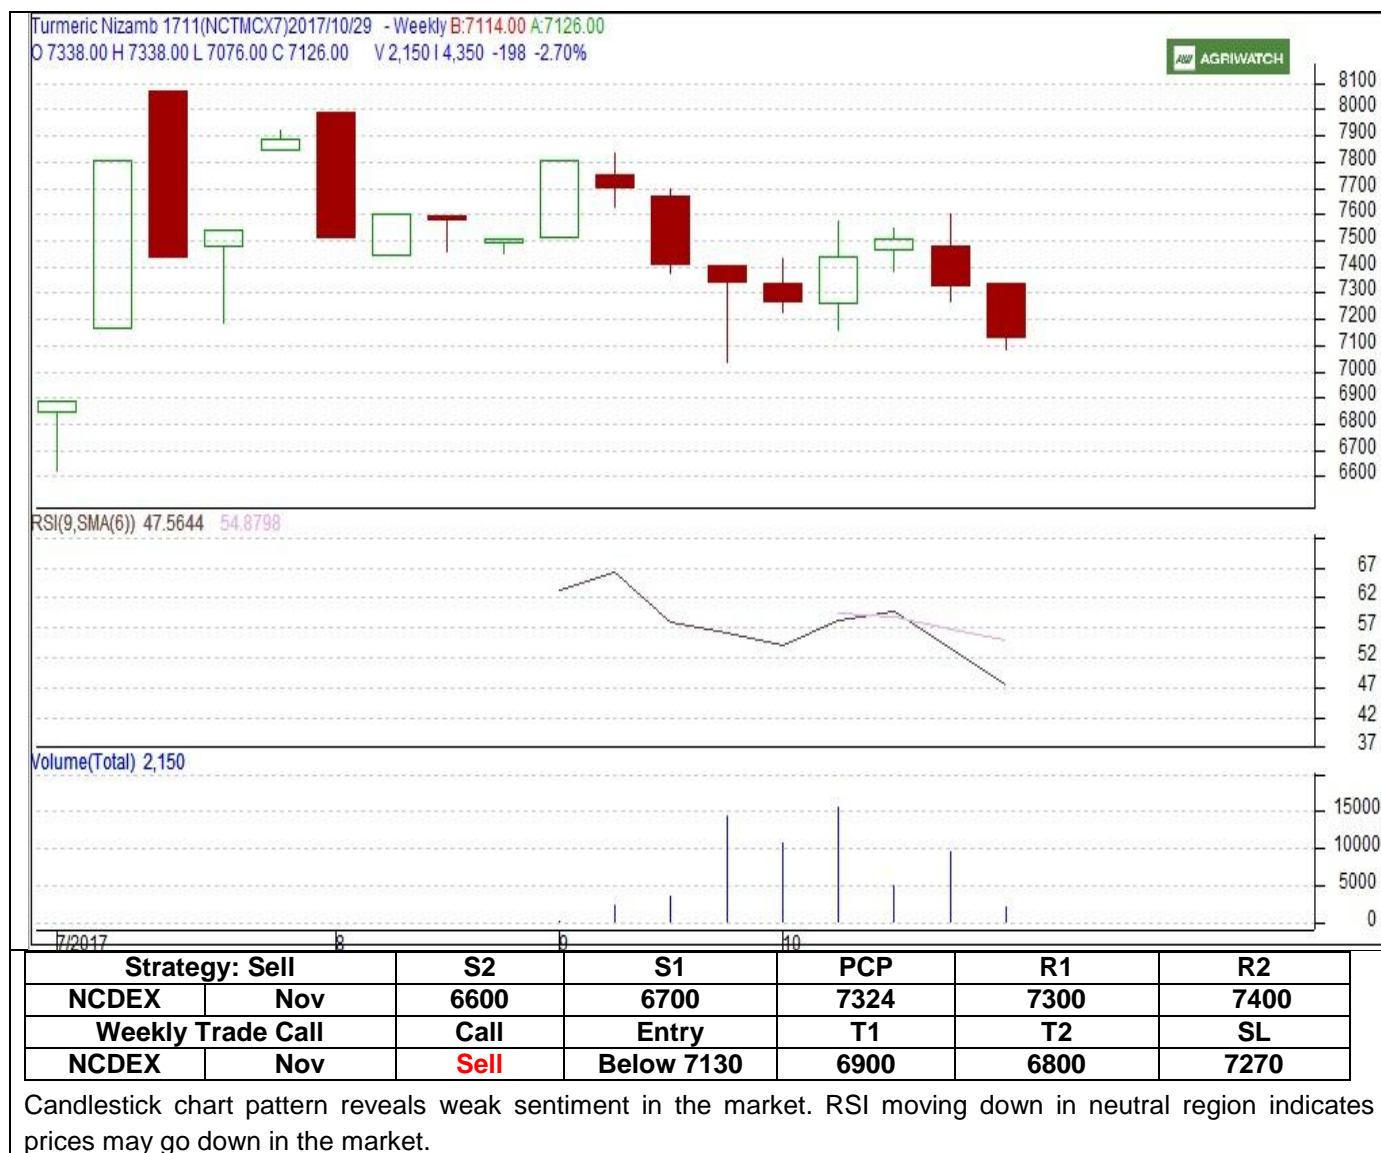 Turmeric Nizamb 1711(NCTMCX7)2017/10/29 - Weekly B:7114.00 A:7126.00
O 7338.00 H 7338.00 L 7076.00 C 7126.00 V 2,150 I 4,350 -198 -2.70%
AW AGRIWATCH
8100
8000
7900
7800
7700
7600
7500
7400
7300
7200
7100
7000
6900
6800
6700
6600
RSI(9,SMA(6)) 47.5644 54.8798
67
62
57
52
47
42
37
Volume(Total) 2,150
15000
10000
5000
0
7/2017 8 9 10
Strategy: Sell S2 S1 PCP R1 R2
NCDEX Nov 6600 6700 7324 7300 7400
Weekly Trade Call Call Entry T1 T2 SL
NCDEX Nov Sell Below 7130 6900 6800 7270
Candlestick chart pattern reveals weak sentiment in the market. RSI moving down in neutral region indicates
prices may go down in the market.